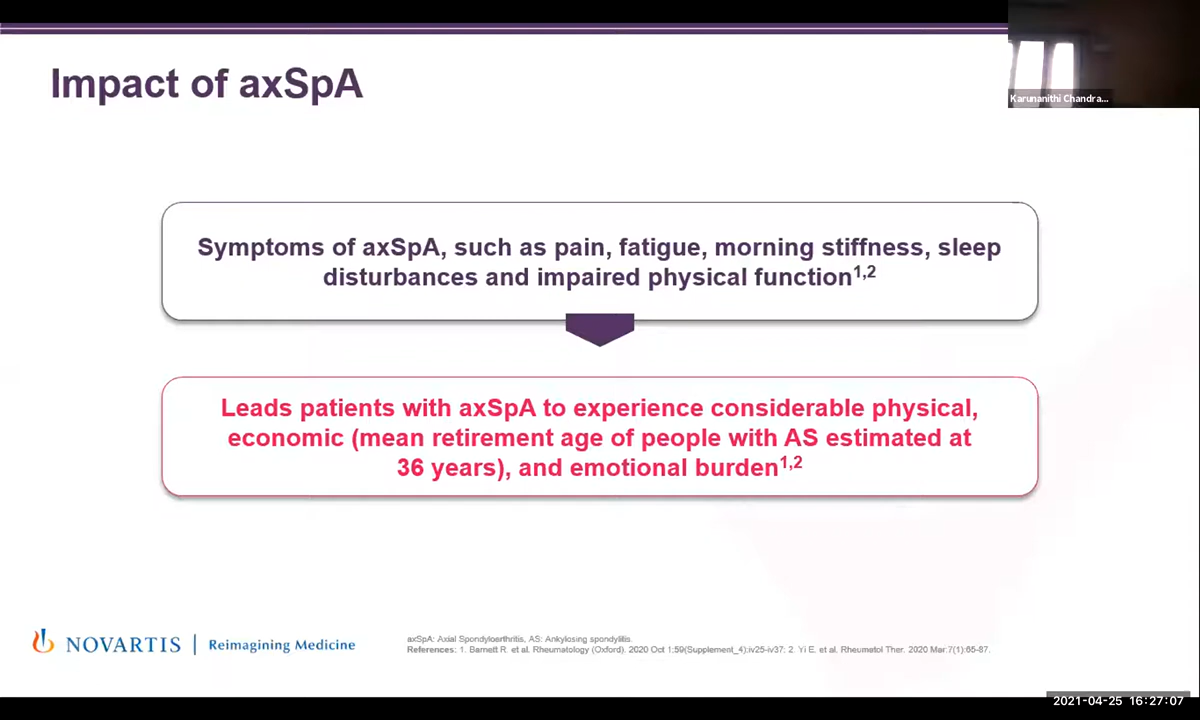 Impact of axSpA
Karunanithi Chandra...
Symptoms of axSpA, such as pain, fatigue, morning stiffness, sleep
disturbances and impaired physical function1,2
Leads patients with axSpA to experience considerable physical,
economic (mean retirement age of people with AS estimated at
36 years), and emotional burden1,2
NOVARTIS | Reimagining Medicine
axSpA: Axial Spondyloarthritis, AS: Ankylosing spondylitis.
References: 1. Barnett R. et al. Rheumatology (Oxford). 2020 Oct 1;59(Supplement_4):iv25-iv37; 2. Yi E. et al. Rheumatol Ther. 2020 Mar;7(1):65-87.
2021-04-25 16:27:07